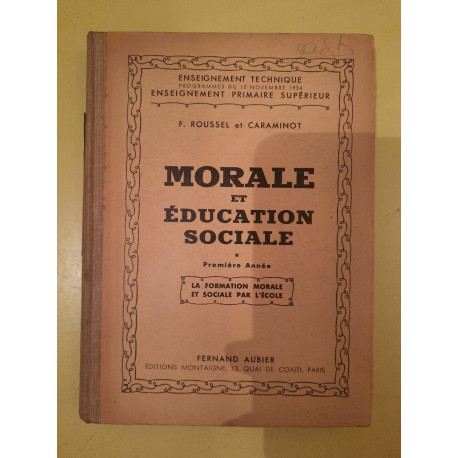 ENSEIGNEMENT TECHNIQUE
PROGRAMMES DU 10 NOVEMBRE 1934
ENSEIGNEMENT PRIMAIRE SUPÉRIEUR
F. ROUSSEL et CARAMINOT
MORALE
ET
ÉDUCATION
SOCIALE
*
Première Année
LA FORMATION MORALE
ET SOCIALE PAR L'ÉCOLE
FERNAND AUBIER
ÉDITIONS MONTAIGNE, 13, QUAI DE CONTI, PARIS